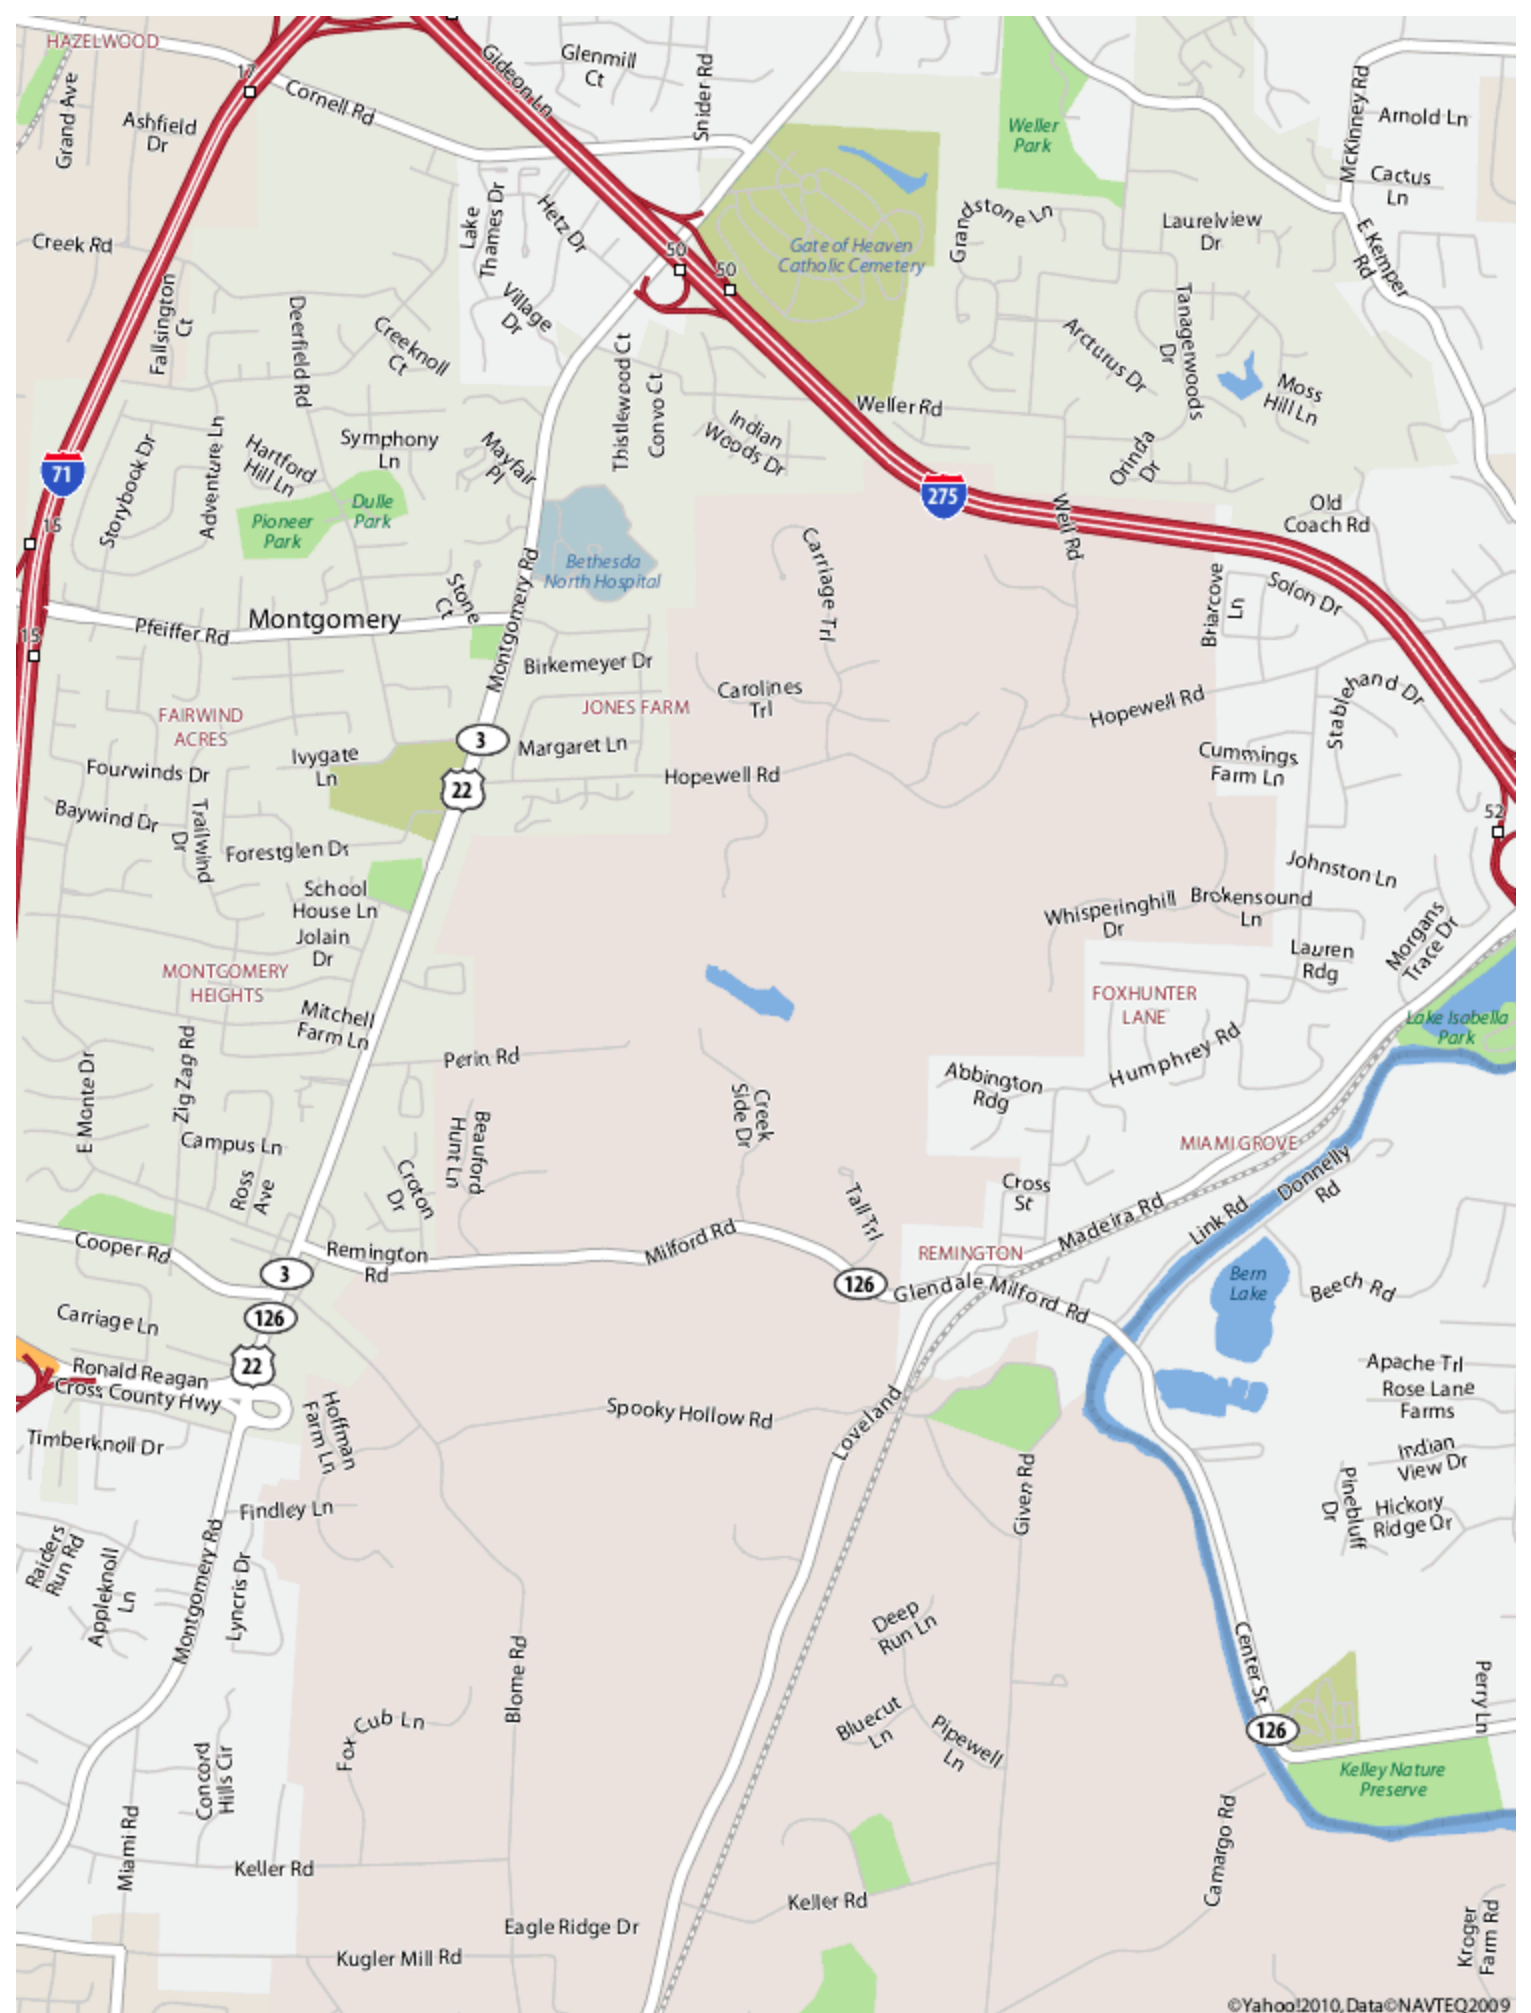 HAZELWOOD
17
Grand Ave
Ashfield
Dr
Cornell Rd
Gideon Ln
Glenmill
Ct
Snider Rd
Weller
Park
McKinney Rd
Arnold Ln
Cactus
Ln
Creek Rd
Lake
Thames Dr
Hetz Dr
50
50
Gate of Heaven
Catholic Cemetery
Grandstone Ln
Laurelview
Dr
E Kemper
Rd
Fallsington
Ct
Deerfield Rd
Creeknoll
Ct
Village
Dr
Thistlewood Ct
Convo Ct
Arcturus Dr
Tanagerwoods
Dr
Moss
Hill Ln
Weller Rd
Indian
Woods Dr
Storybook Dr
Adventure Ln
Hartford
Hill Ln
Symphony
Ln
Mayfair
Pl
Orinda
Dr
71
15
Dulle
Park
Pioneer
Park
275
Weil Rd
Old
Coach Rd
Bethesda
North Hospital
Carriage Trl
Briarcove
Ln
Solon Dr
Stone
Ct
Montgomery Rd
15
Pfeiffer Rd
Montgomery
Birkemeyer Dr
Carolines
Trl
JONES FARM
Hopewell Rd
Stablehand Dr
FAIRWIND
ACRES
3
Margaret Ln
Ivygate
Ln
Fourwinds Dr
22
Hopewell Rd
Cummings
Farm Ln
52
Baywind Dr
Trailwind
Dr
Forestglen Dr
Johnston Ln
School
House Ln
Whisperinghill
Dr
Brokensound
Ln
Morgans
Trace Dr
Jolain
Dr
Lauren
Rdg
MONTGOMERY
HEIGHTS
FOXHUNTER
LANE
Lake Isabella
Park
Mitchell
Farm Ln
Perin Rd
Humphrey Rd
Abbington
Rdg
E Monte Dr
Zig Zag Rd
Creek
Side Dr
Beauford
Hunt Ln
Campus Ln
MIAMI GROVE
Ross
Ave
Croton
Dr
Tall Trl
Cross
St
Donnelly
Rd
Link Rd
Madeira Rd
Cooper Rd
Remington
Rd
Milford Rd
REMINGTON
3
126
Glendale Milford Rd
Bern
Lake
Beech Rd
126
Carriage Ln
22
Ronald Reagan
Cross County Hwy
Apache Trl
Rose Lane
Farms
Hoffman
Farm Ln
Spooky Hollow Rd
Loveland
Timberknoll Dr
Indian
View Dr
Given Rd
Pinebluff
Dr
Hickory
Ridge Dr
Findley Ln
Raiders
Run Rd
Appleknoll
Ln
Montgomery Rd
Lyncris Dr
Deep
Run Ln
Blome Rd
Center St
Perry Ln
Fox Cub Ln
Bluecut
Ln
Pipewell
Ln
126
Concord
Hills Cir
Kelley Nature
Preserve
Miami Rd
Camargo Rd
Keller Rd
Keller Rd
Eagle Ridge Dr
Kugler Mill Rd
Kroger
Farm Rd
©Yahoo!2010, Data©NAVTEQ2009